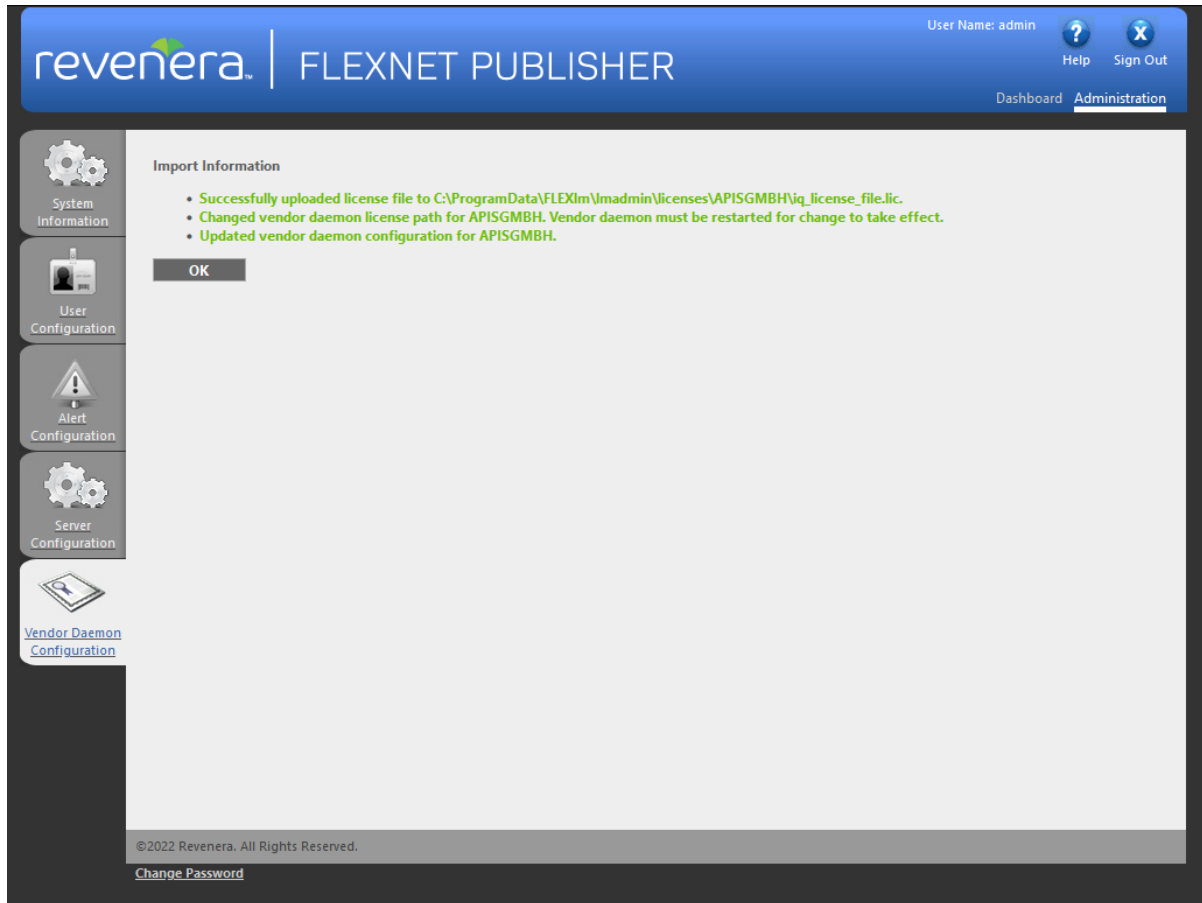 User Name: admin
revenera™ FLEXNET PUBLISHER
? X
Help Sign Out
Dashboard Administration
System
Information
User
Configuration
Alert
Configuration
Server
Configuration
Vendor Daemon
Configuration
Import Information
• Successfully uploaded license file to C:\ProgramData\FLEXlm\lmadmin\licenses\APISGMBH\iq_license_file.lic.
• Changed vendor daemon license path for APISGMBH. Vendor daemon must be restarted for change to take effect.
• Updated vendor daemon configuration for APISGMBH.
OK
©2022 Revenera. All Rights Reserved.
Change Password